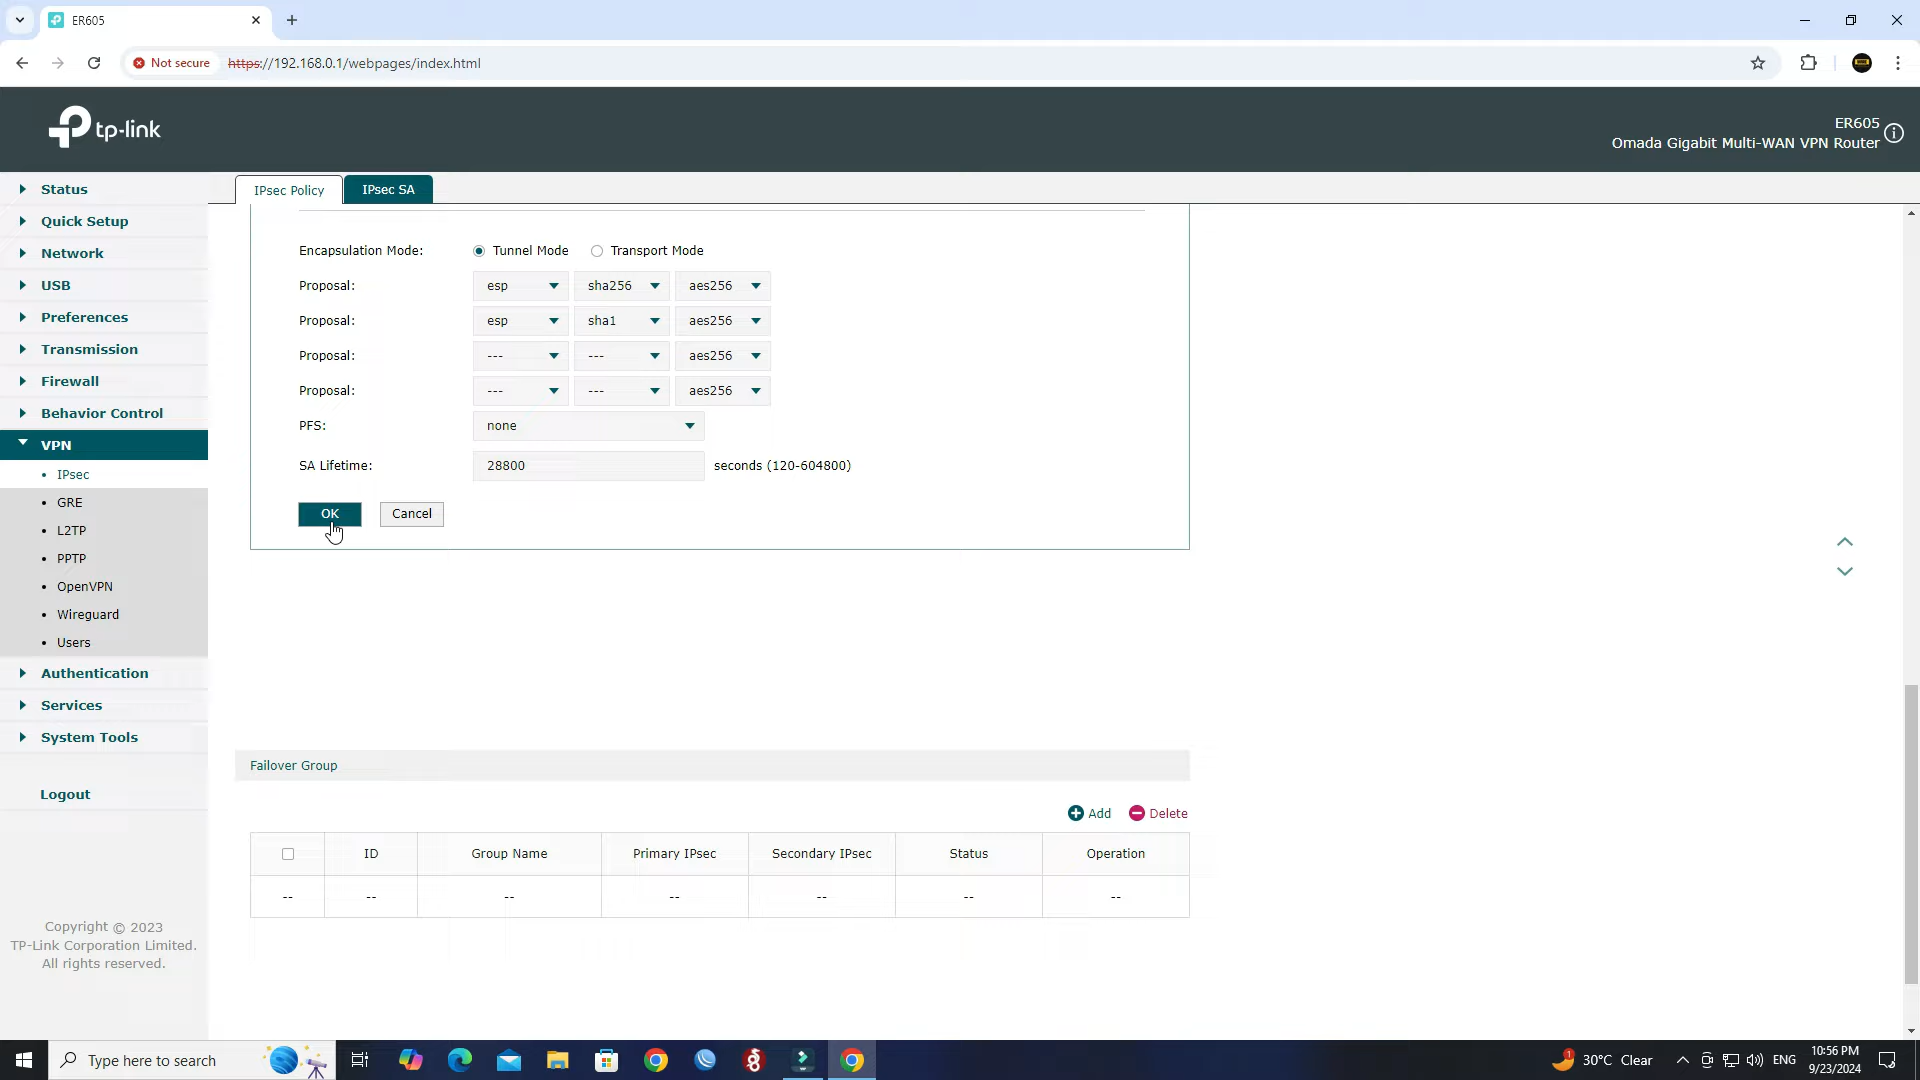 ER605
Not secure
https://192.168.0.1/webpages/index.html
tp-link
ER605
Omada Gigabit Multi-WAN VPN Router
Status
Quick Setup
Network
USB
Preferences
Transmission
Firewall
Behavior Control
VPN
IPsec
GRE
L2TP
PPTP
OpenVPN
Wireguard
Users
Authentication
Services
System Tools
Logout
Copyright © 2023
TP-Link Corporation Limited.
All rights reserved.
IPsec Policy
IPsec SA
Encapsulation Mode: Tunnel Mode Transport Mode
Proposal: esp sha256 aes256
Proposal: esp sha1 aes256
Proposal: --- --- aes256
Proposal: --- --- aes256
PFS: none
SA Lifetime: 28800 seconds (120-604800)
OK Cancel
Failover Group
Add Delete
ID Group Name Primary IPsec Secondary IPsec Status Operation
-- -- -- -- -- -- --
Type here to search
1
30°C Clear
ENG
10:56 PM
9/23/2024